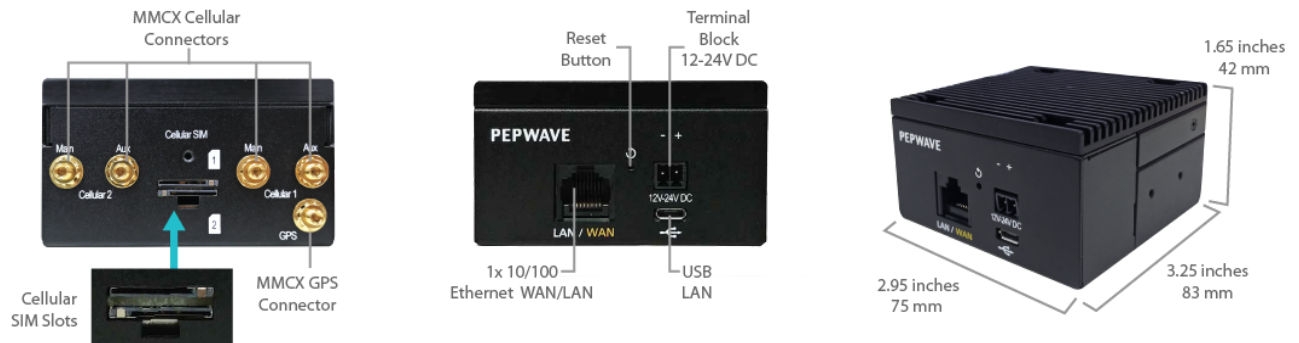 MMCX Cellular
Connectors
Main
Aux
Cellular SIM
Main
Aux
1
Cellular 2
Cellular 1
2
GPS
Cellular
SIM Slots
MMCX GPS
Connector
Reset
Button
Terminal
Block
12-24V DC
PEPWAVE
- +
12V-24V DC
LAN / WAN
1x 10/100
Ethernet WAN/LAN
USB
LAN
1.65 inches
42 mm
PEPWAVE
- +
12V-24V DC
LAN / WAN
2.95 inches
75 mm
3.25 inches
83 mm